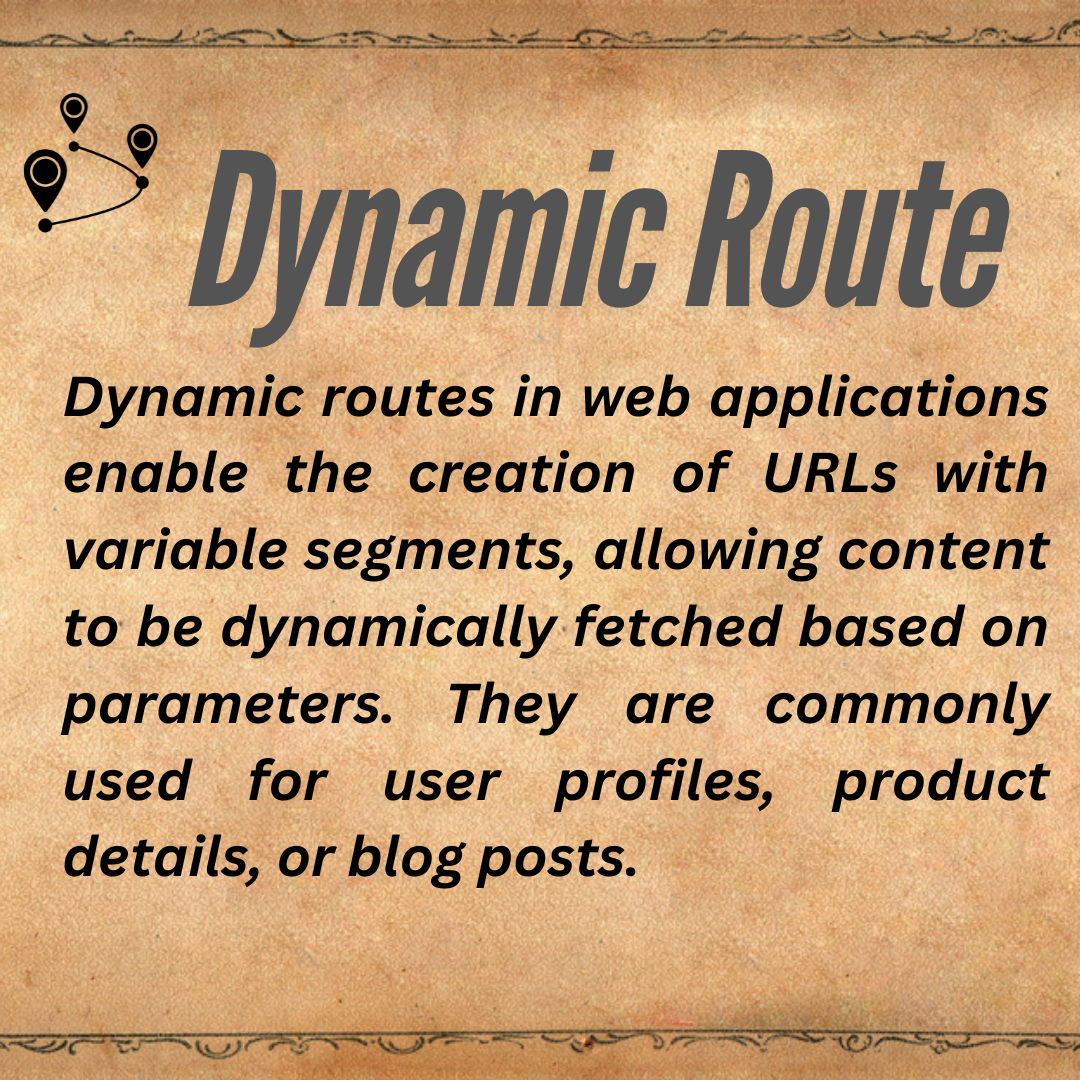 Dynamic Route
Dynamic routes in web applications
enable the creation of URLs with
variable segments, allowing content
to be dynamically fetched based on
parameters. They are commonly
used for user profiles, product
details, or blog posts.